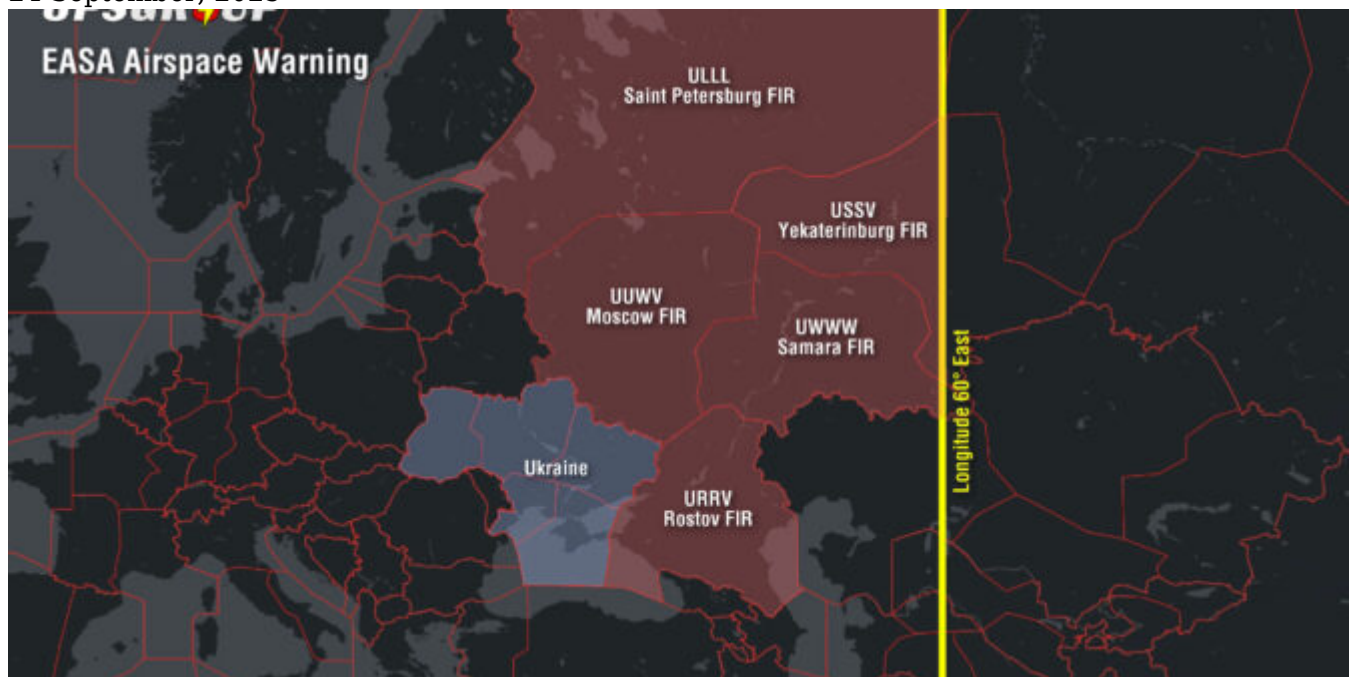 EASA Airspace Warning
ULLL
Saint Petersburg FIR
USSV
Yekaterinburg FIR
UUWV
Moscow FIR
UWWW
Samara FIR
Longitude 60° East
Ukraine
URRV
Rostov FIR